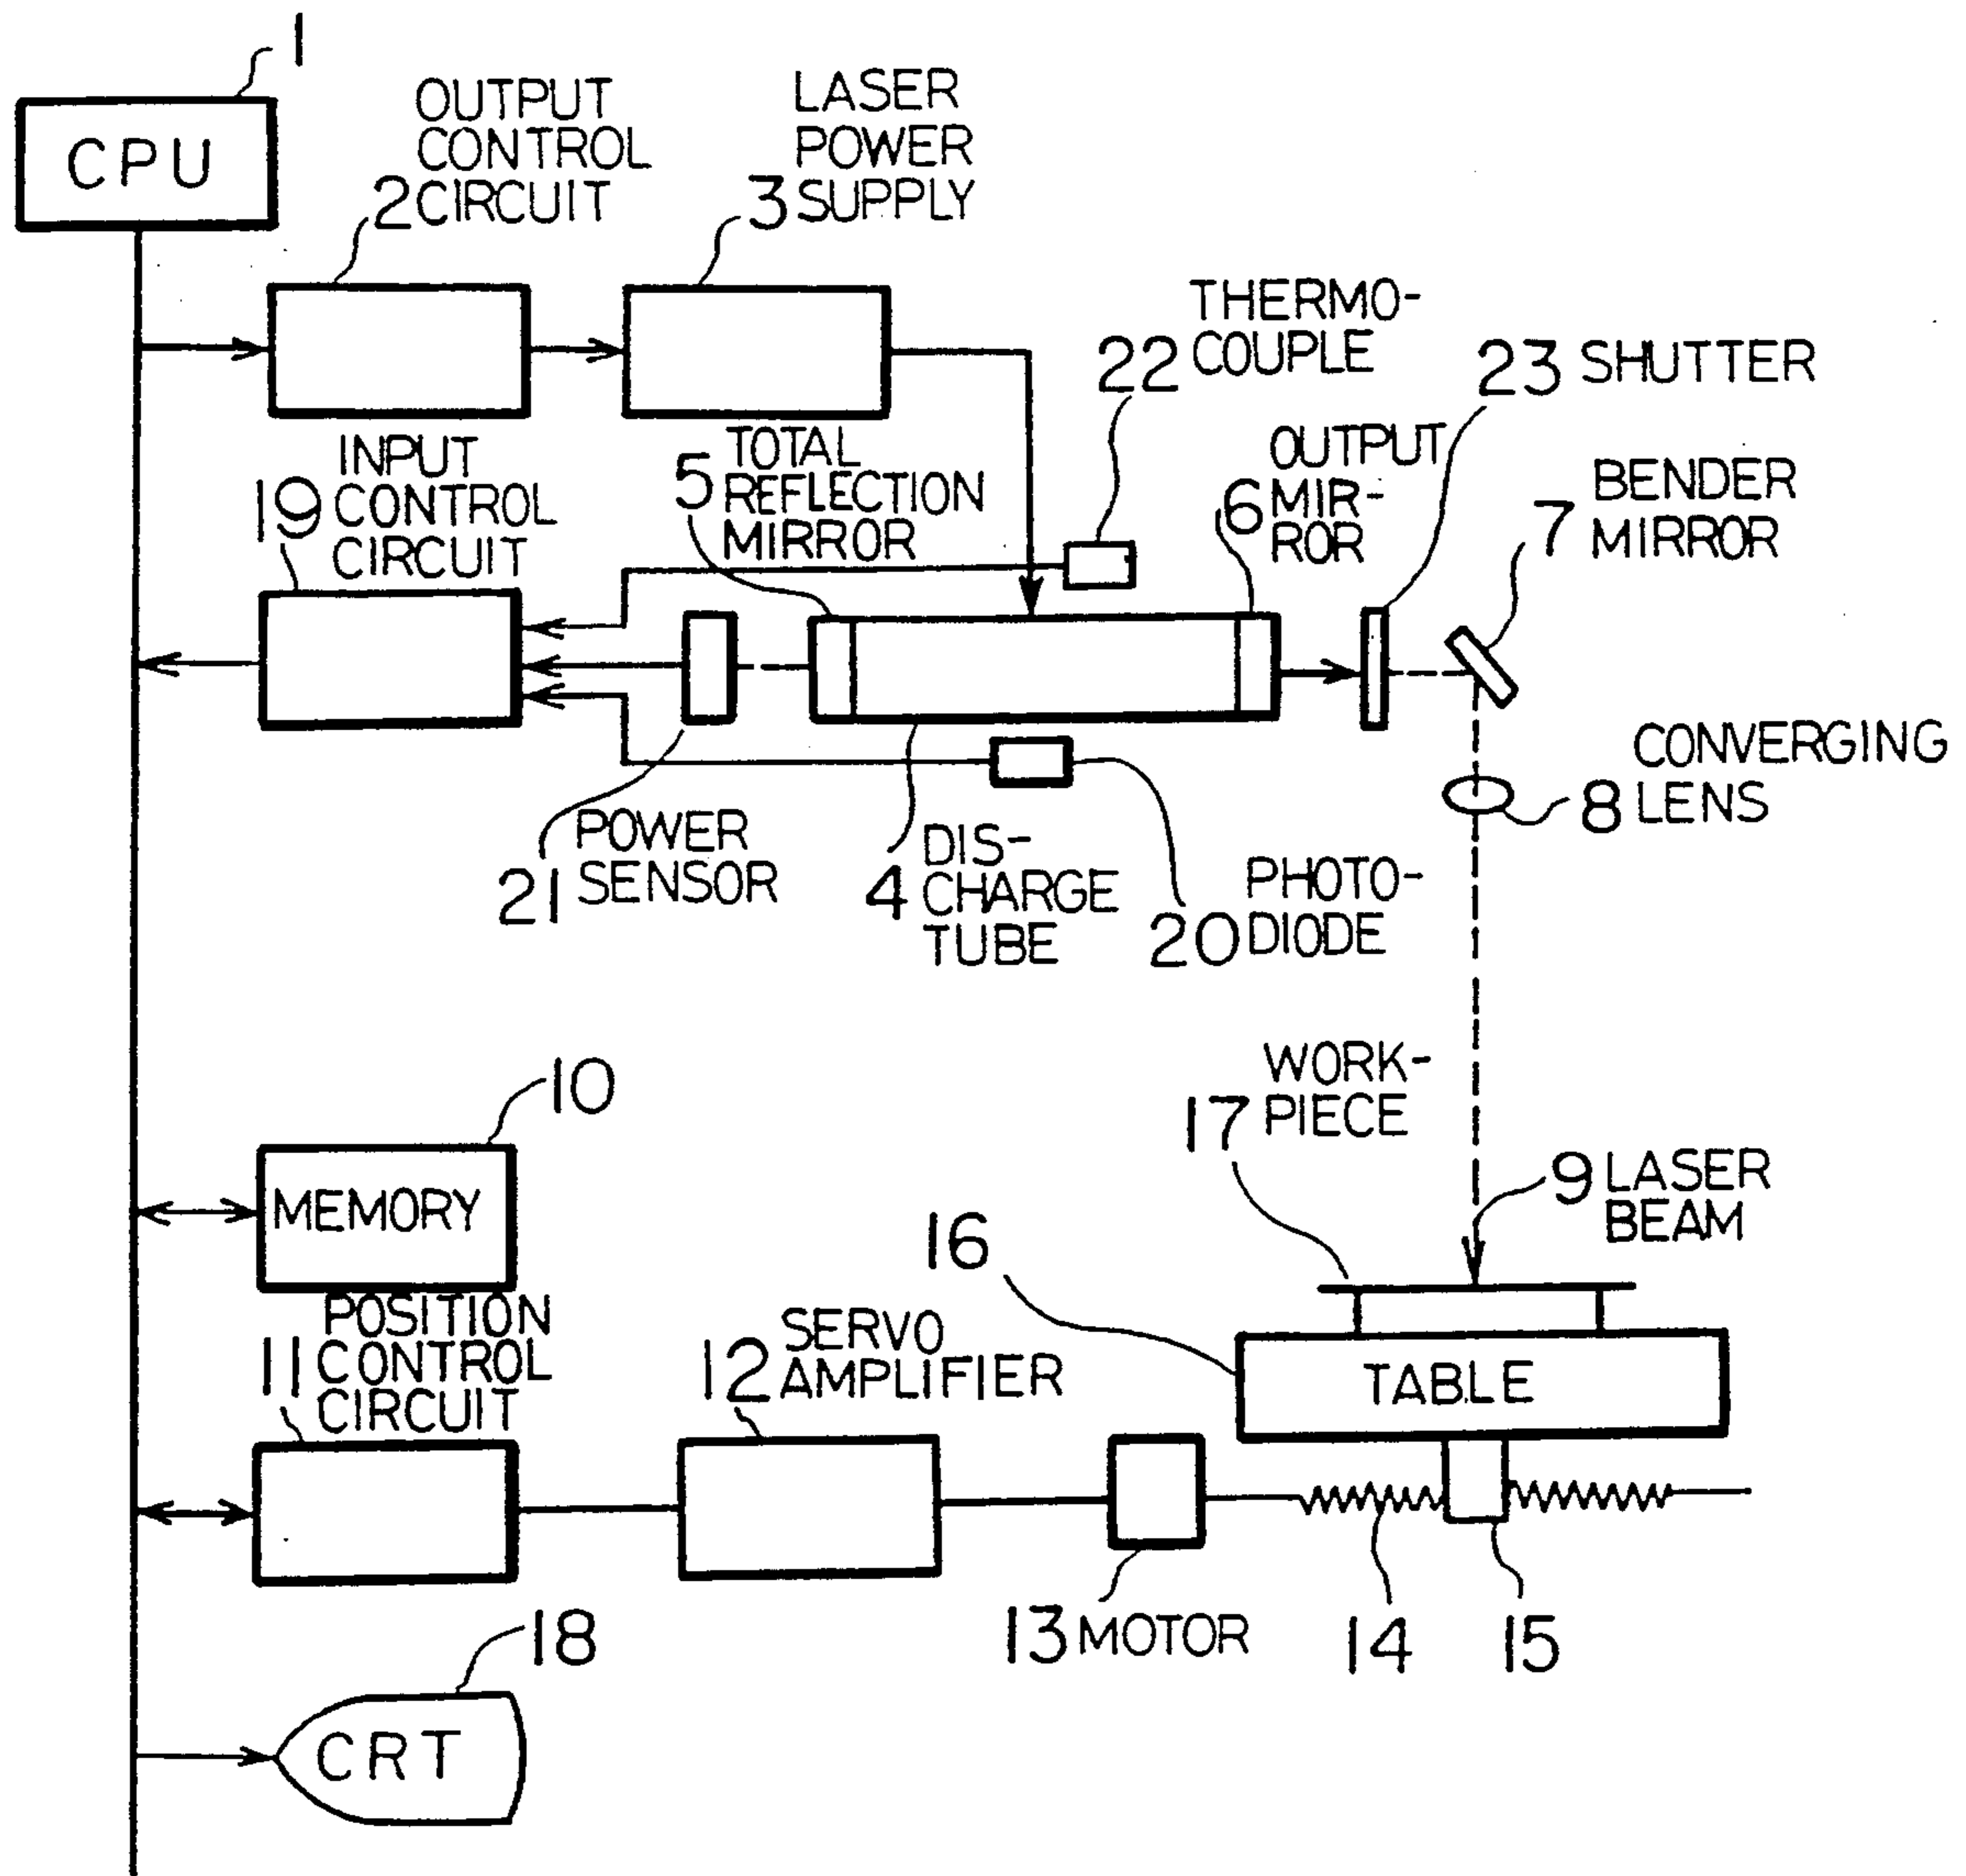 1
CPU
OUTPUT
CONTROL
2 CIRCUIT
LASER
POWER
3 SUPPLY
THERMO-
22 COUPLE
23 SHUTTER
INPUT
19 CONTROL
CIRCUIT
TOTAL
5 REFLECTION
MIRROR
OUTPUT
6 MIR-
ROR
BENDER
7 MIRROR
CONVERGING
8 LENS
POWER
21 SENSOR
DIS-
4 CHARGE
TUBE
PHOTO-
20 DIODE
10
MEMORY
WORK-
17 PIECE
9 LASER
BEAM
16
TABLE
POSITION
11 CONTROL
CIRCUIT
SERVO
12 AMPLIFIER
13 MOTOR
14
15
18
CRT